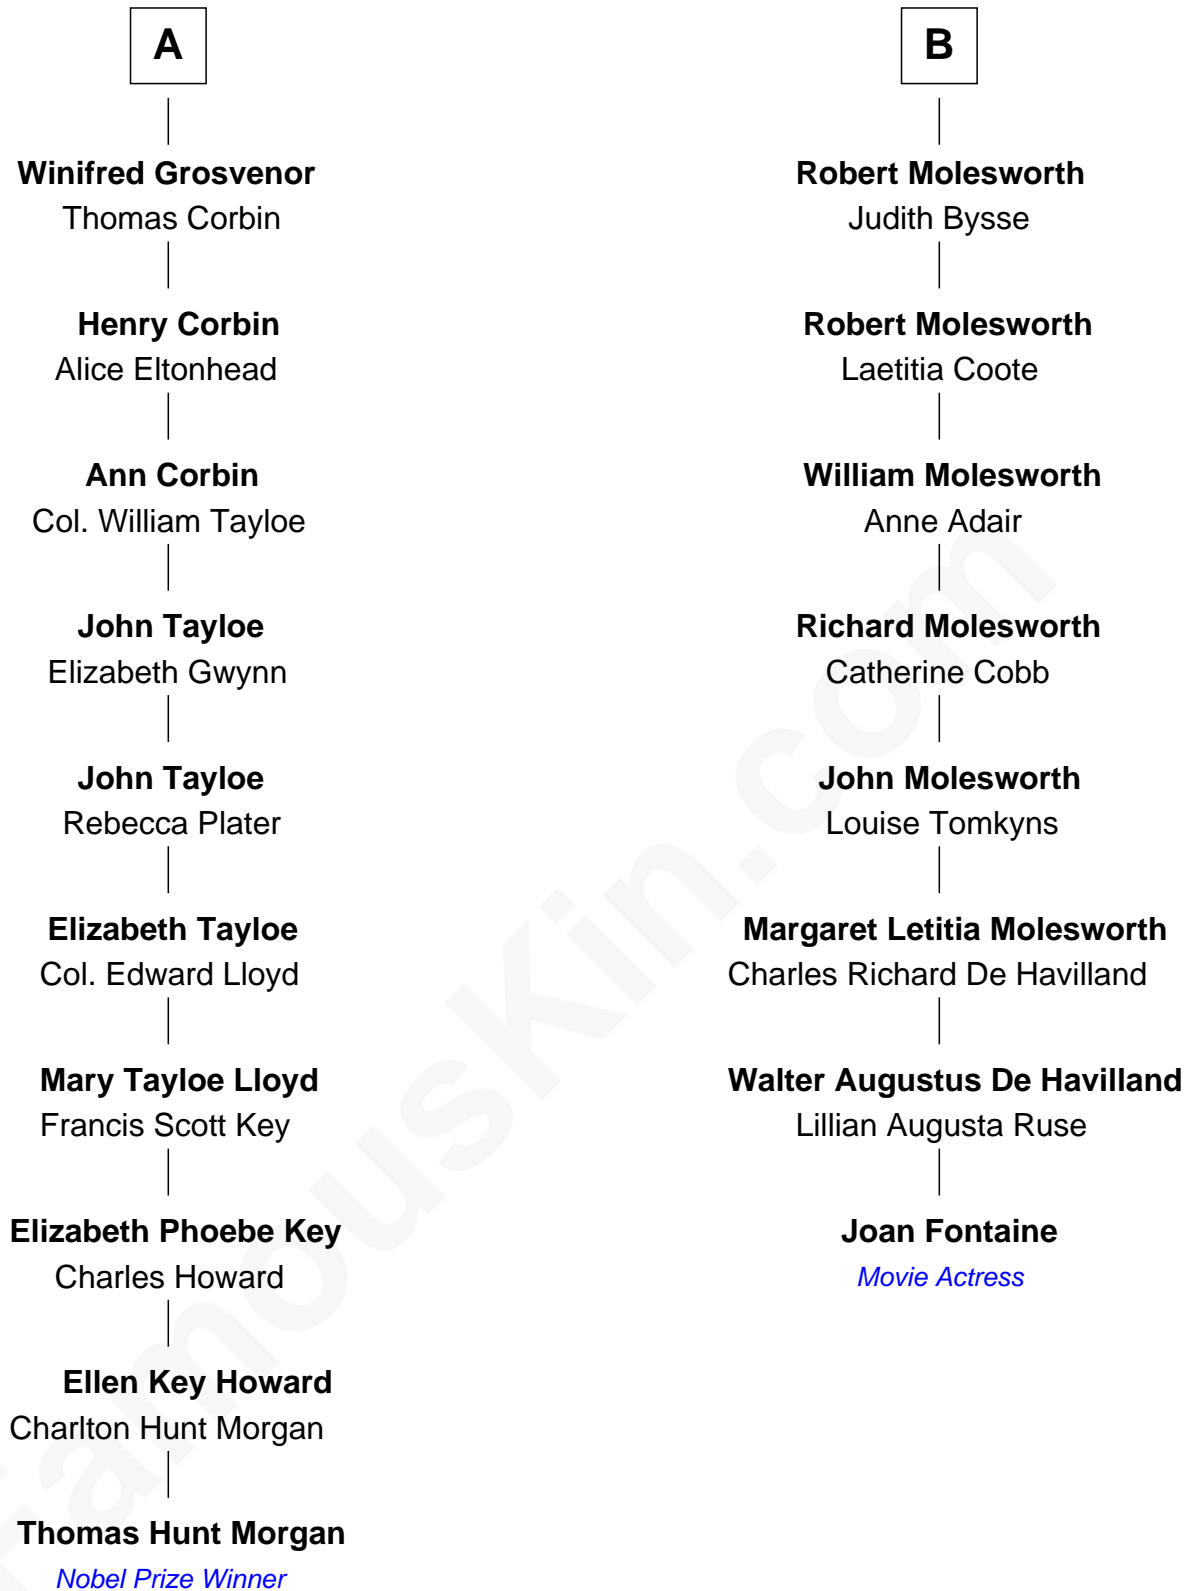 A
Winifred Grosvenor
Thomas Corbin
Henry Corbin
Alice Eltonhead
Ann Corbin
Col. William Tayloe
John Tayloe
Elizabeth Gwynn
John Tayloe
Rebecca Plater
Elizabeth Tayloe
Col. Edward Lloyd
Mary Tayloe Lloyd
Francis Scott Key
Elizabeth Phoebe Key
Charles Howard
Ellen Key Howard
Charlton Hunt Morgan
Thomas Hunt Morgan
Nobel Prize Winner
B
Robert Molesworth
Judith Bysse
Robert Molesworth
Laetitia Coote
William Molesworth
Anne Adair
Richard Molesworth
Catherine Cobb
John Molesworth
Louise Tomkyns
Margaret Letitia Molesworth
Charles Richard De Havilland
Walter Augustus De Havilland
Lillian Augusta Ruse
Joan Fontaine
Movie Actress
FamousKin.com